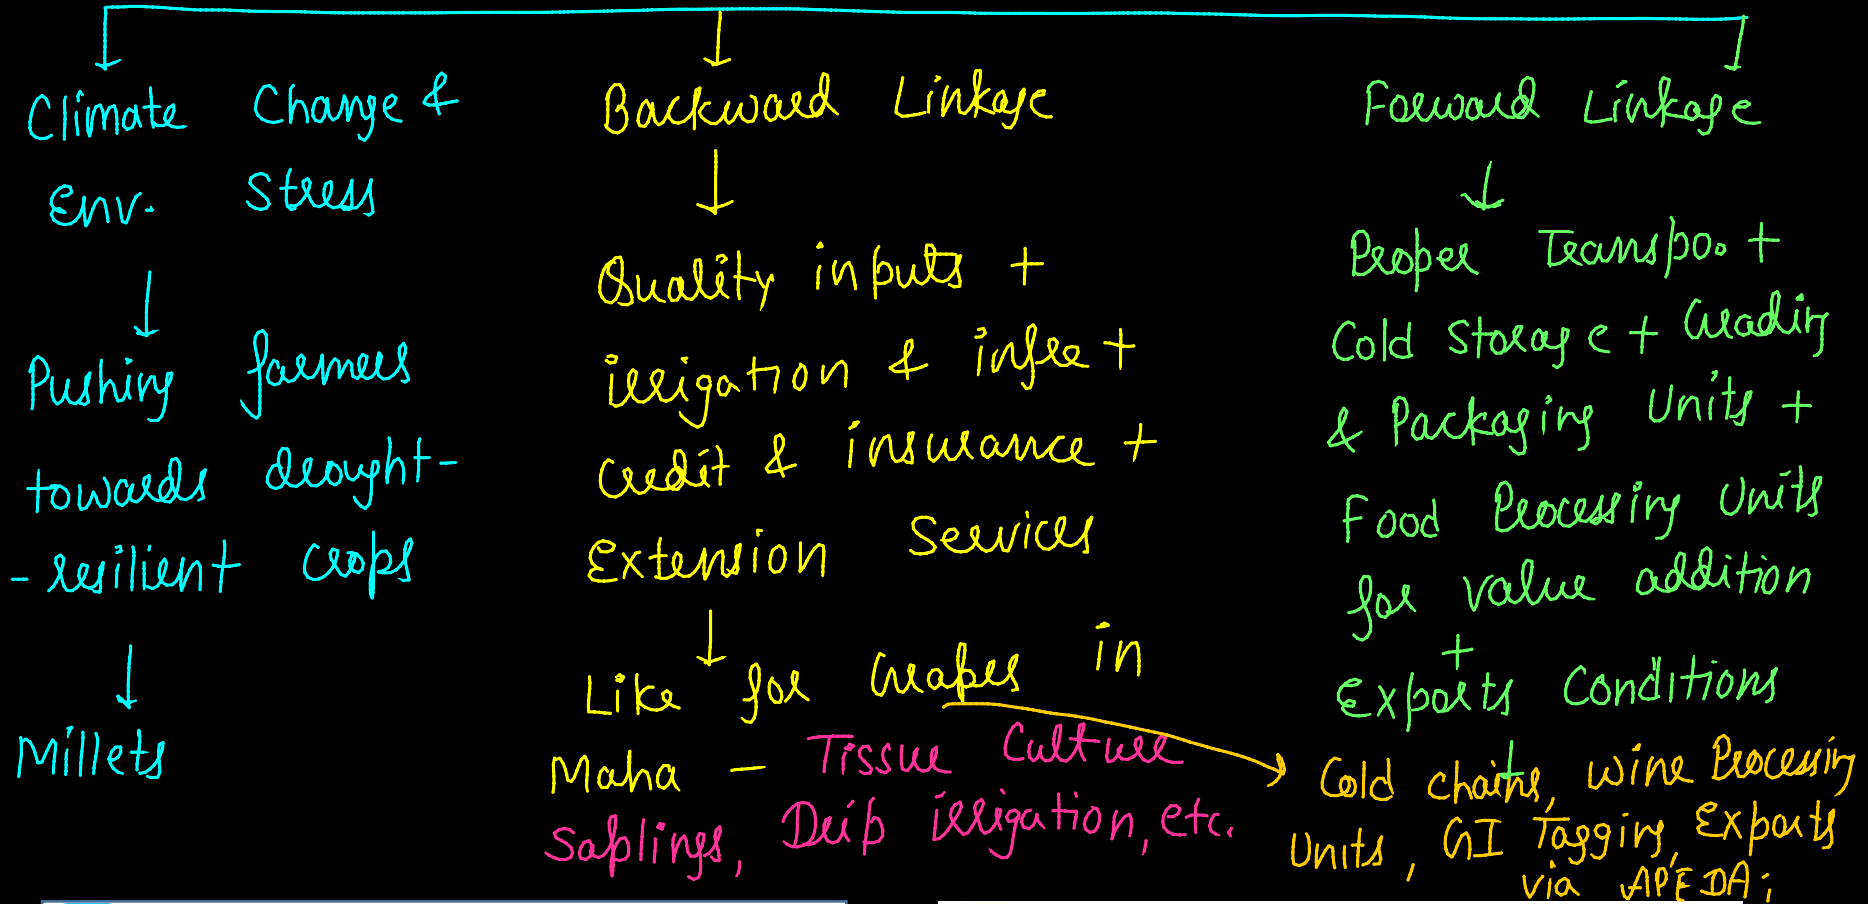 Climate Change &
Env. Stress
Pushing farmers
towards drought-
-resilient crops
Millets
Backward Linkage
Quality inputs +
irrigation & infra +
Credit & insurance +
Extension Services
Like for Grapes in
Maha - Tissue Culture
Saplings, Drip irrigation, etc.
Forward Linkage
Proper Transpo. +
Cold Storage + Grading
& Packaging Units +
Food Processing Units
for value addition
+
Exports Conditions
Cold chains, Wine Processing
Units, GI Tagging, Exports
via APEDA;